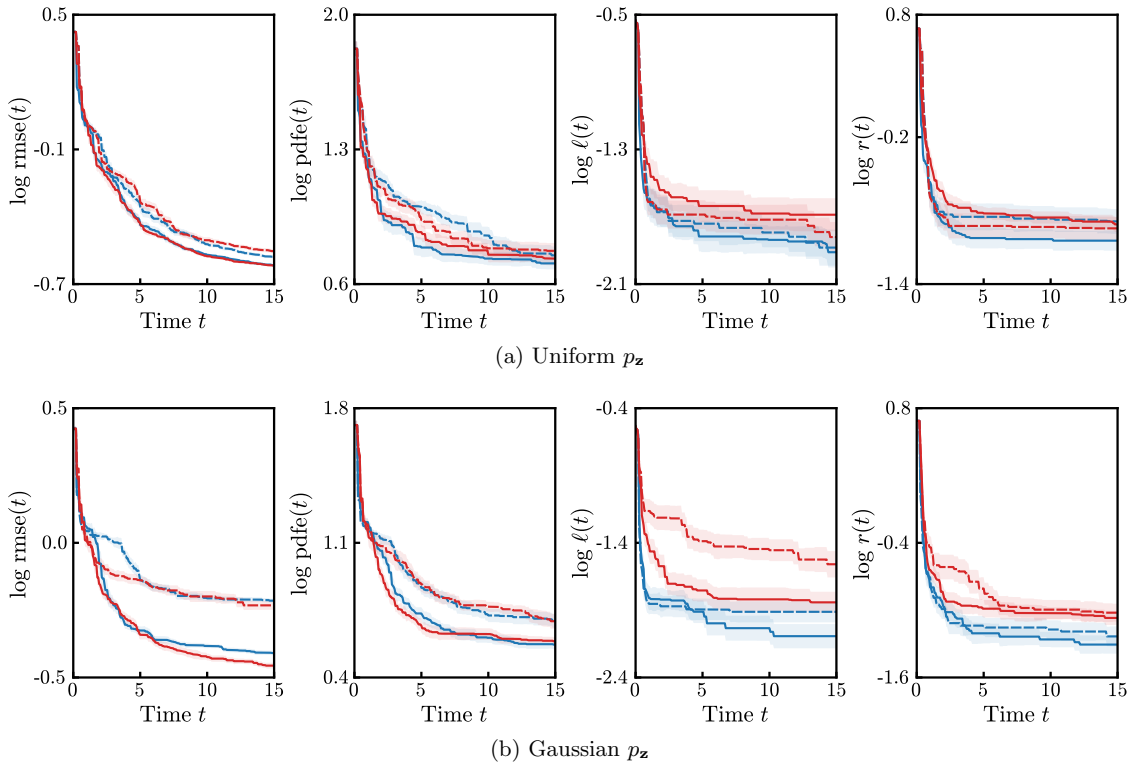 0.5
-0.1
-0.7
log rmse(t)
0 5 10 15
Time t
2.0
1.3
0.6
log pdfe(t)
0 5 10 15
Time t
-0.5
-1.3
-2.1
log ℓ(t)
0 5 10 15
Time t
0.8
-0.2
-1.4
log r(t)
0 5 10 15
Time t
(a) Uniform p_z
0.5
0.0
-0.5
log rmse(t)
0 5 10 15
Time t
1.8
1.1
0.4
log pdfe(t)
0 5 10 15
Time t
-0.4
-1.4
-2.4
log ℓ(t)
0 5 10 15
Time t
0.8
-0.4
-1.6
log r(t)
0 5 10 15
Time t
(b) Gaussian p_z